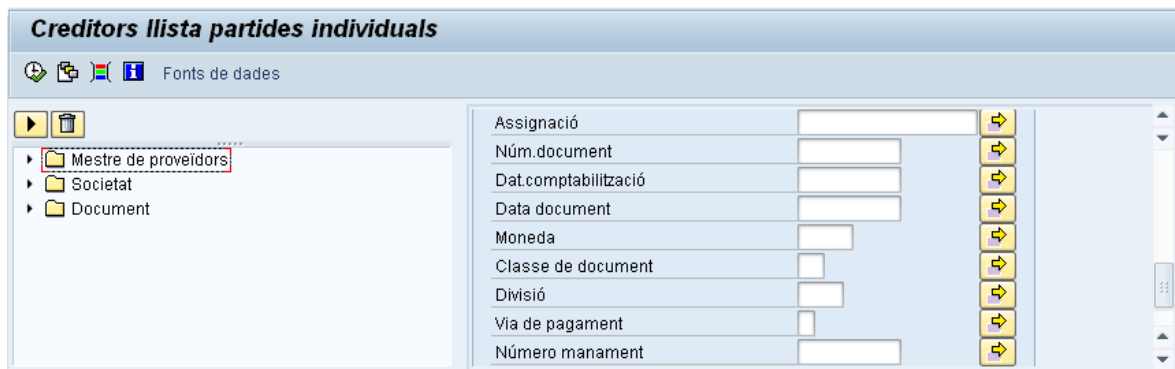 Creditors llista partides individuals
Fonts de dades
Mestre de proveïdors
Societat
Document
Assignació
Núm.document
Dat.comptabilització
Data document
Moneda
Classe de document
Divisió
Via de pagament
Número manament